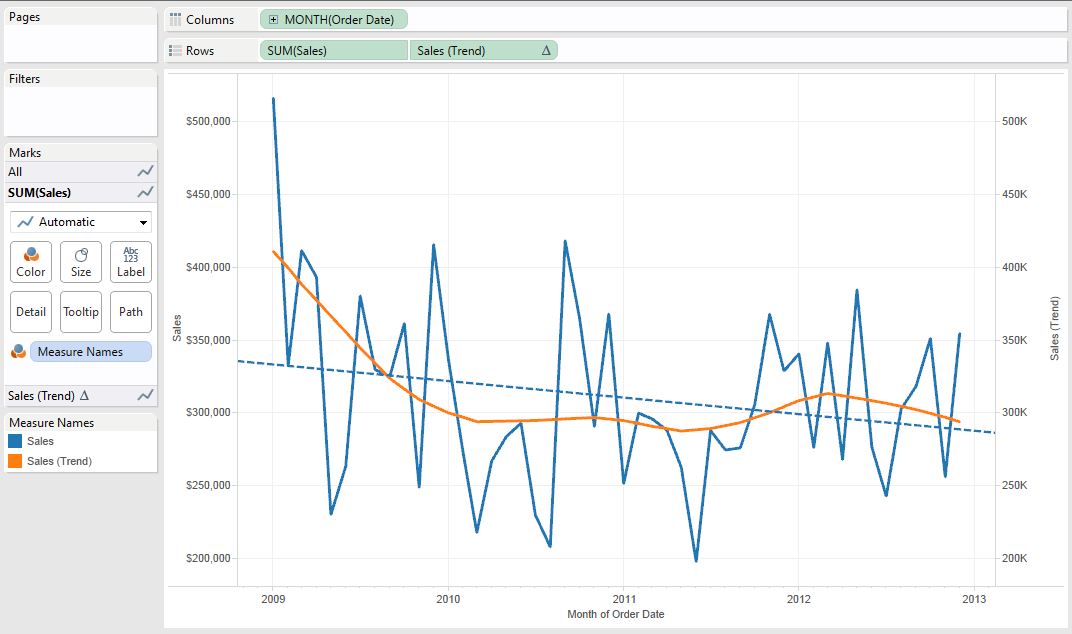 Pages
Columns
MONTH(Order Date)
Rows
SUM(Sales)
Sales (Trend) Δ
Filters
Marks
All
SUM(Sales)
Automatic
Color
Size
Abc
123
Label
Detail
Tooltip
Path
Measure Names
Sales (Trend) Δ
Measure Names
Sales
Sales (Trend)
$500,000
$450,000
$400,000
$350,000
$300,000
$250,000
$200,000
Sales
500K
450K
400K
350K
300K
250K
200K
Sales (Trend)
2009
2010
2011
2012
2013
Month of Order Date